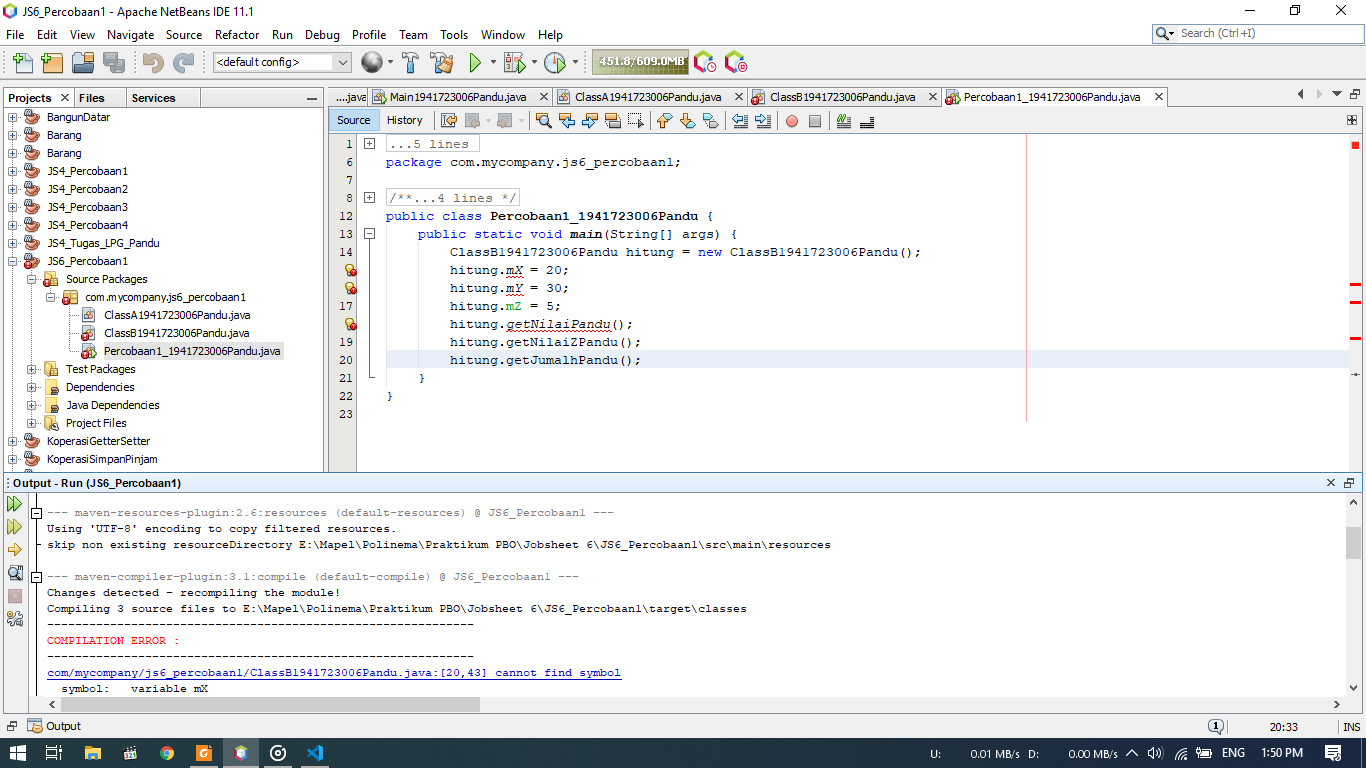 JS6_Percobaan1 - Apache NetBeans IDE 11.1
File Edit View Navigate Source Refactor Run Debug Profile Team Tools Window Help
Search (Ctrl+I)
<default config>
451.8/609.0MB
Projects Files Services
BangunDatar
Barang
Barang
JS4_Percobaan1
JS4_Percobaan2
JS4_Percobaan3
JS4_Percobaan4
JS4_Tugas_LPG_Pandu
JS6_Percobaan1
Source Packages
com.mycompany.js6_percobaan1
ClassA1941723006Pandu.java
ClassB1941723006Pandu.java
Percobaan1_1941723006Pandu.java
Test Packages
Dependencies
Java Dependencies
Project Files
KoperasiGetterSetter
KoperasiSimpanPinjam
....java Main1941723006Pandu.java ClassA1941723006Pandu.java ClassB1941723006Pandu.java Percobaan1_1941723006Pandu.java
Source History
1 ...5 lines
6 package com.mycompany.js6_percobaan1;
7
8 /**...4 lines */
12 public class Percobaan1_1941723006Pandu {
13 public static void main(String[] args) {
14 ClassB1941723006Pandu hitung = new ClassB1941723006Pandu();
hitung.mX = 20;
hitung.mY = 30;
17 hitung.mZ = 5;
hitung.getNilaiPandu();
19 hitung.getNilaiZPandu();
20 hitung.getJumalhPandu();
21 }
22 }
23
Output - Run (JS6_Percobaan1)
--- maven-resources-plugin:2.6:resources (default-resources) @ JS6_Percobaan1 ---
Using 'UTF-8' encoding to copy filtered resources.
skip non existing resourceDirectory E:\Mapel\Polinema\Praktikum PBO\Jobsheet 6\JS6_Percobaan1\src\main\resources
--- maven-compiler-plugin:3.1:compile (default-compile) @ JS6_Percobaan1 ---
Changes detected - recompiling the module!
Compiling 3 source files to E:\Mapel\Polinema\Praktikum PBO\Jobsheet 6\JS6_Percobaan1\target\classes
-------------------------------------------------------------
COMPILATION ERROR :
-------------------------------------------------------------
com/mycompany/js6_percobaan1/ClassB1941723006Pandu.java:[20,43] cannot find symbol
symbol: variable mX
Output
1
20:33 INS
U: 0.01 MB/s D: 0.00 MB/s ENG 1:50 PM